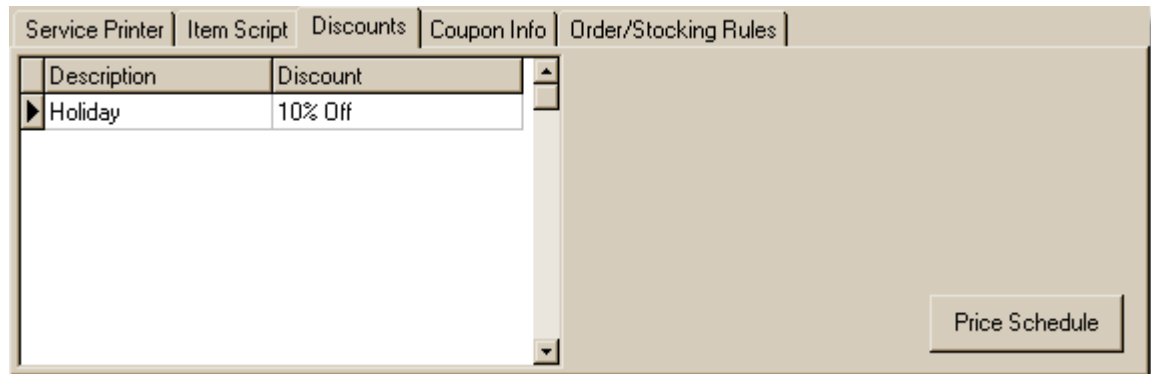 Service Printer Item Script Discounts Coupon Info Order/Stocking Rules
Description Discount
Holiday 10% Off
Price Schedule